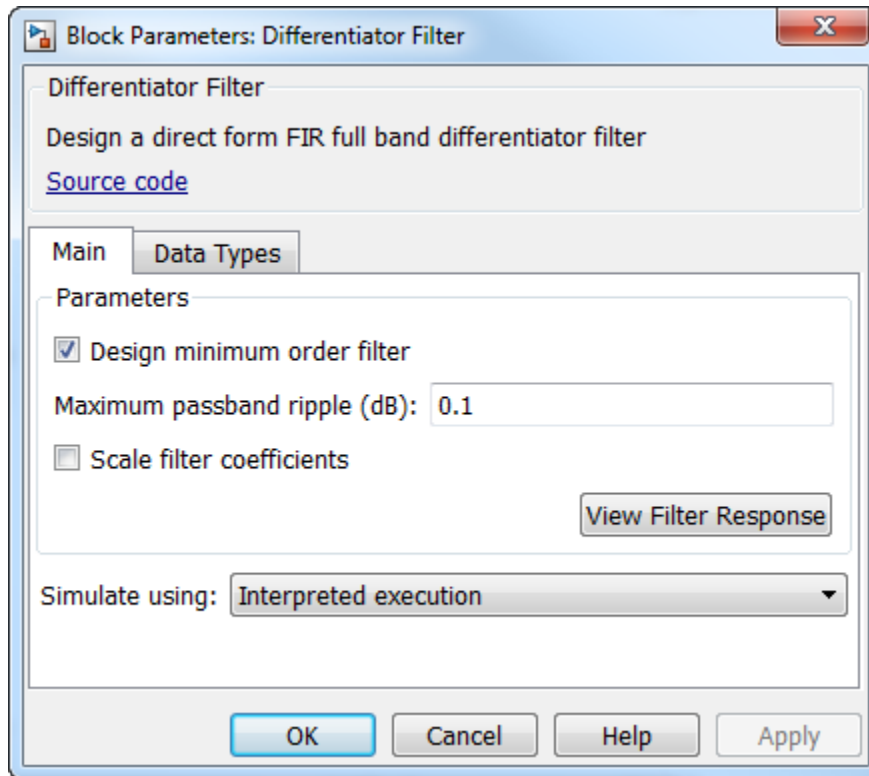 Block Parameters: Differentiator Filter
Differentiator Filter
Design a direct form FIR full band differentiator filter
Source code
Main Data Types
Parameters
Design minimum order filter
Maximum passband ripple (dB): 0.1
Scale filter coefficients
View Filter Response
Simulate using: Interpreted execution
OK Cancel Help Apply